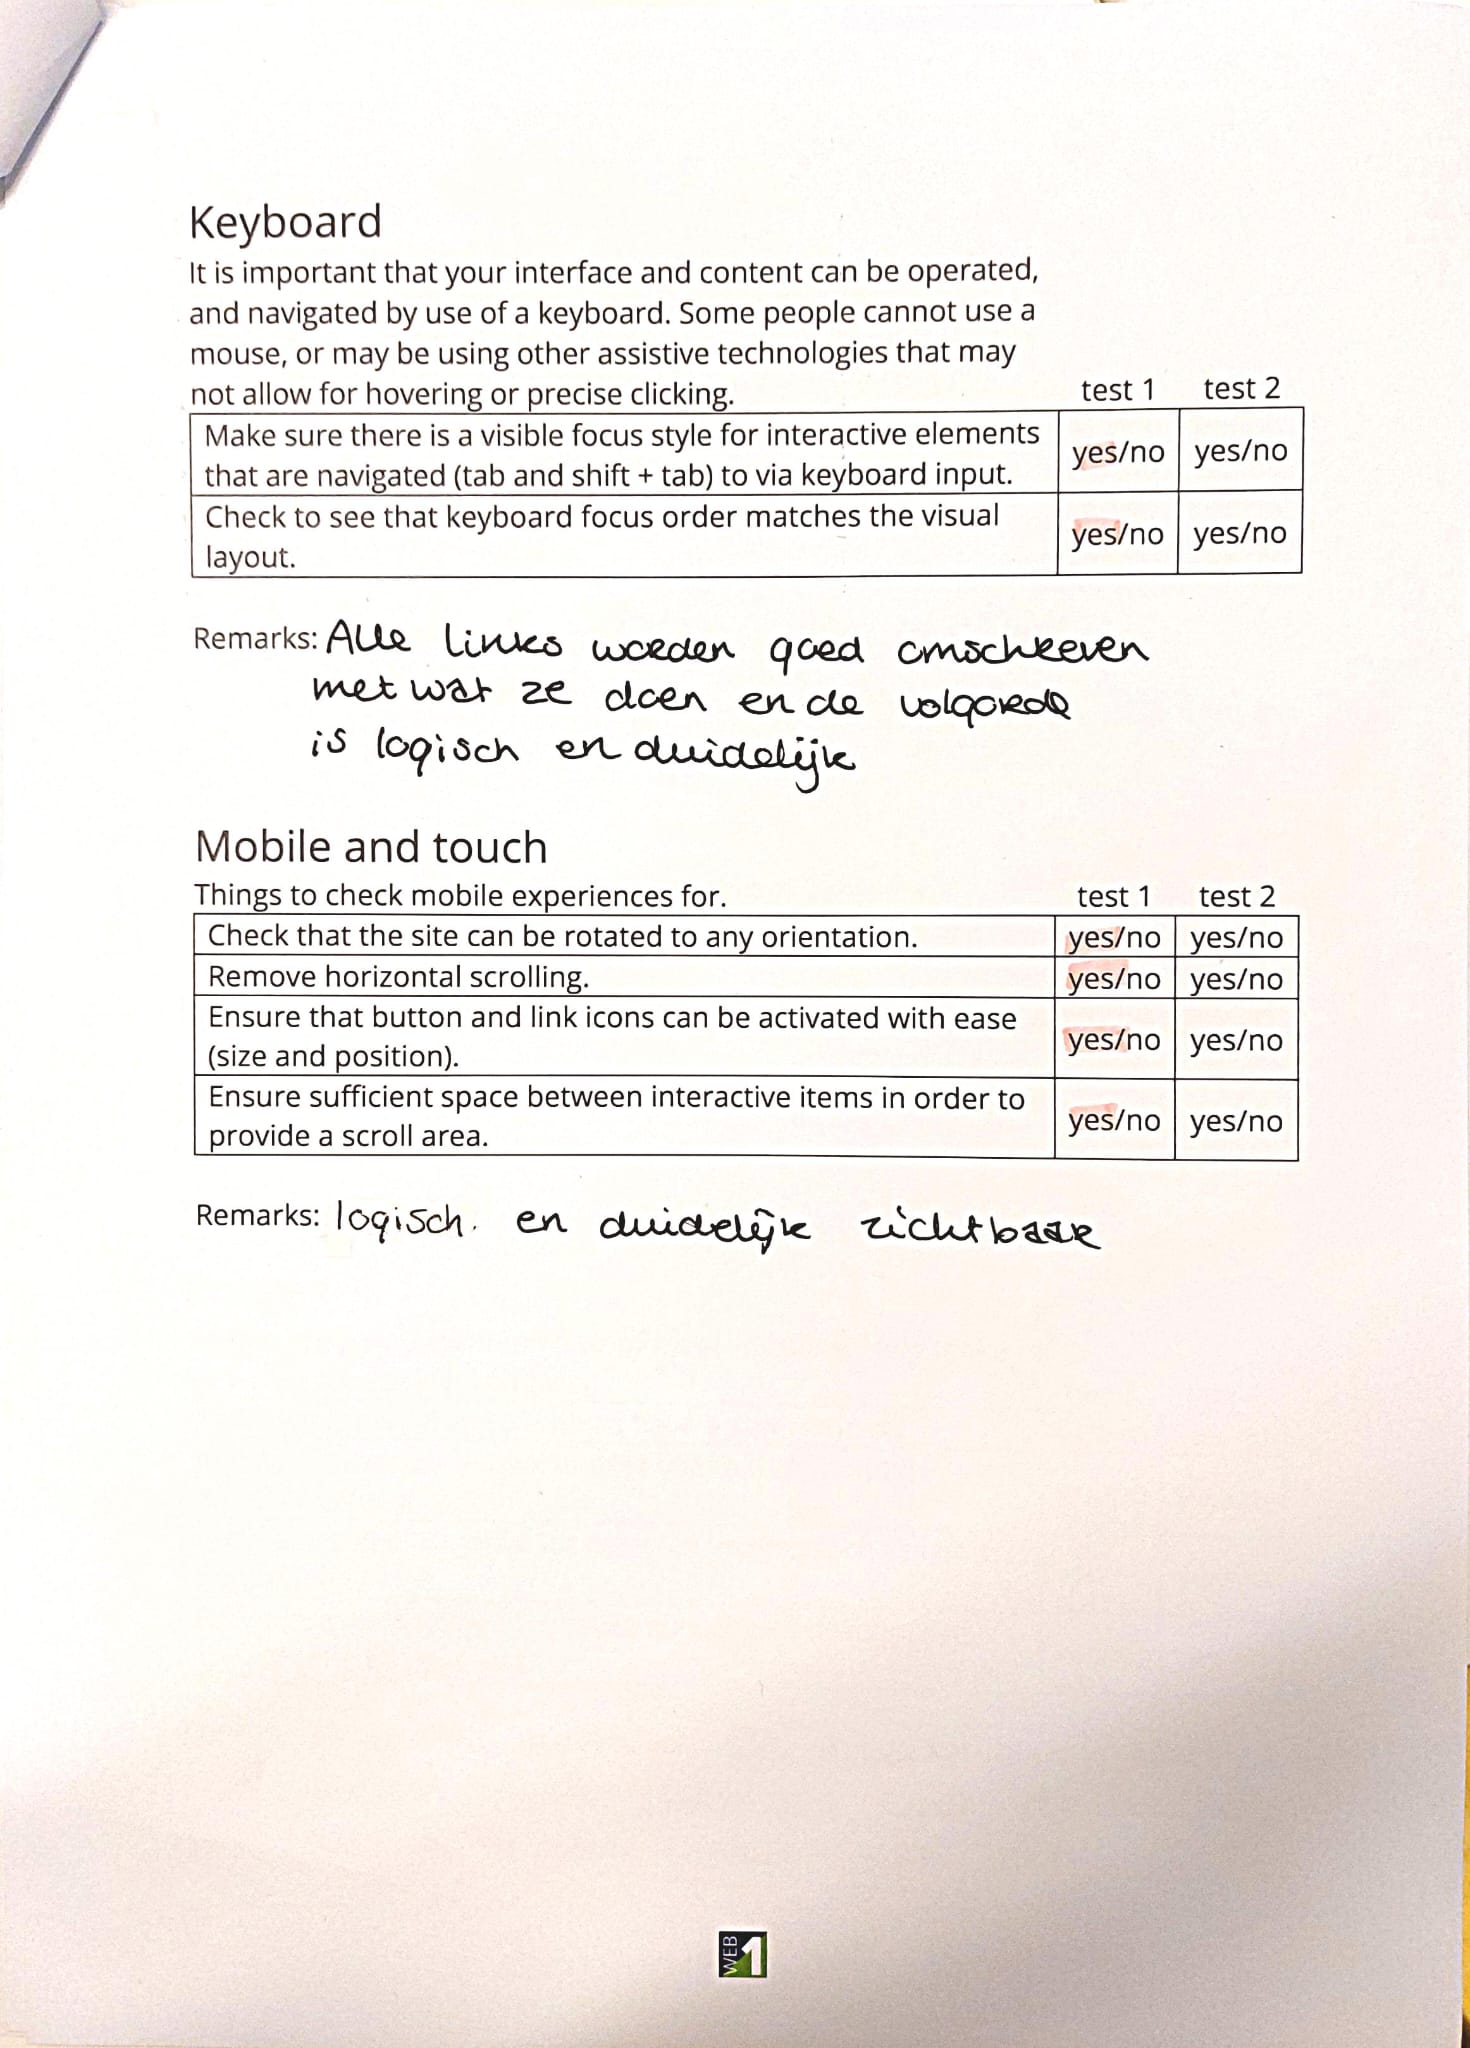 Keyboard
It is important that your interface and content can be operated,
and navigated by use of a keyboard. Some people cannot use a
mouse, or may be using other assistive technologies that may
not allow for hovering or precise clicking. test 1 test 2
Make sure there is a visible focus style for interactive elements
that are navigated (tab and shift + tab) to via keyboard input. yes/no yes/no
Check to see that keyboard focus order matches the visual
layout. yes/no yes/no
Remarks: Alle links worden goed omschreeven
met wat ze doen en de volgorde
is logisch en duidelijk
Mobile and touch
Things to check mobile experiences for. test 1 test 2
Check that the site can be rotated to any orientation. yes/no yes/no
Remove horizontal scrolling. yes/no yes/no
Ensure that button and link icons can be activated with ease
(size and position). yes/no yes/no
Ensure sufficient space between interactive items in order to
provide a scroll area. yes/no yes/no
Remarks: logisch. en duidelijk zichtbaar
WEB 1